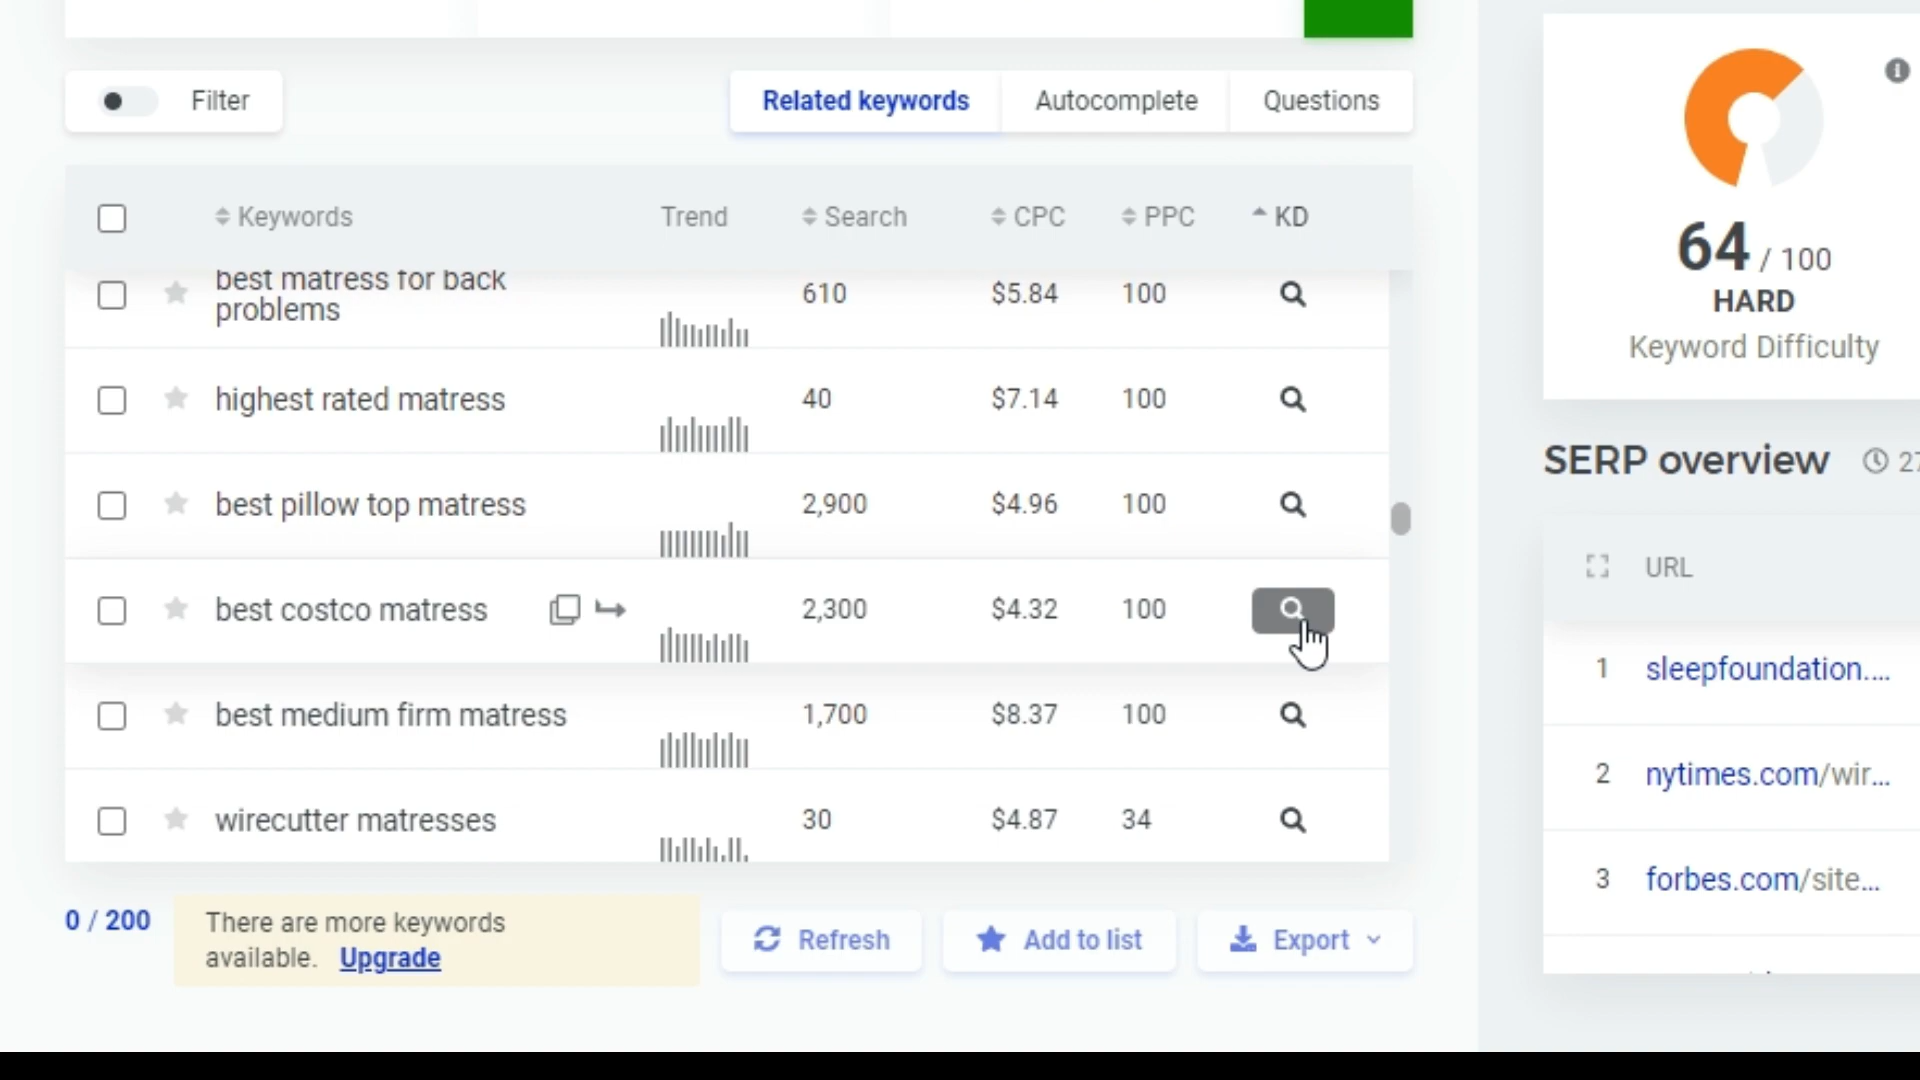 Filter
Related keywords Autocomplete Questions
Keywords Trend Search CPC PPC KD
best matress for back
problems 610 $5.84 100
highest rated matress 40 $7.14 100
best pillow top matress 2,900 $4.96 100
best costco matress 2,300 $4.32 100
best medium firm matress 1,700 $8.37 100
wirecutter matresses 30 $4.87 34
0 / 200
There are more keywords
available. Upgrade
Refresh Add to list Export
64 / 100
HARD
Keyword Difficulty
SERP overview 27
URL
1 sleepfoundation....
2 nytimes.com/wir...
3 forbes.com/site...